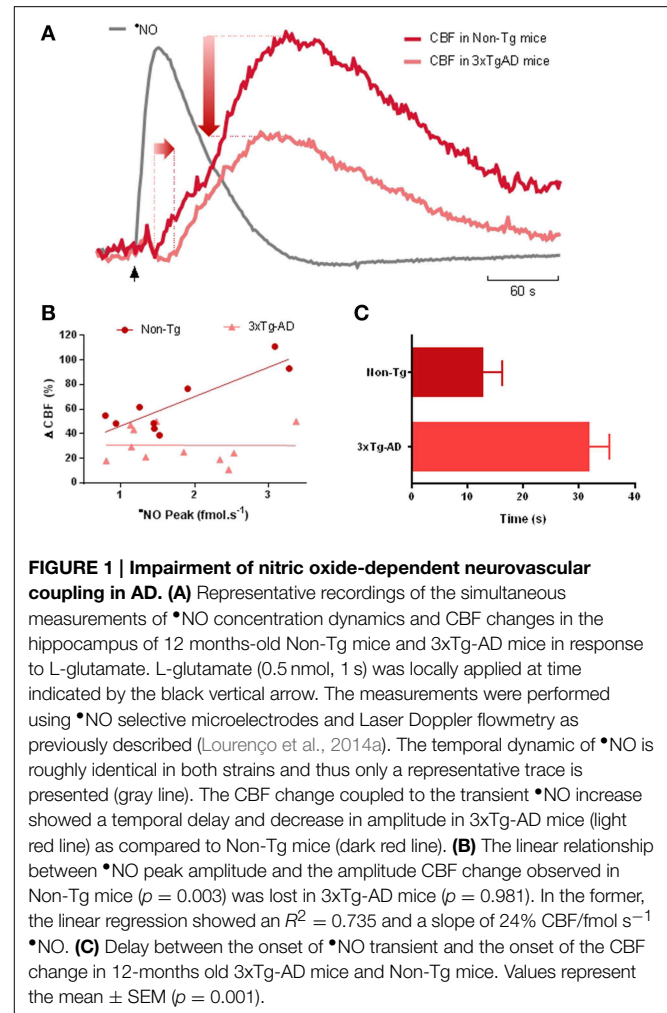 A
•NO
CBF in Non-Tg mice
CBF in 3xTgAD mice
60 s
B
Non-Tg
3xTg-AD
120
100
80
60
40
20
0
Δ CBF (%)
1 2 3
•NO Peak (fmol.s⁻¹)
C
Non-Tg
3xTg-AD
0 10 20 30 40
Time (s)
FIGURE 1 | Impairment of nitric oxide-dependent neurovascular
coupling in AD. (A) Representative recordings of the simultaneous
measurements of •NO concentration dynamics and CBF changes in the
hippocampus of 12 months-old Non-Tg mice and 3xTg-AD mice in response
to L-glutamate. L-glutamate (0.5 nmol, 1 s) was locally applied at time
indicated by the black vertical arrow. The measurements were performed
using •NO selective microelectrodes and Laser Doppler flowmetry as
previously described (Lourenço et al., 2014a). The temporal dynamic of •NO is
roughly identical in both strains and thus only a representative trace is
presented (gray line). The CBF change coupled to the transient •NO increase
showed a temporal delay and decrease in amplitude in 3xTg-AD mice (light
red line) as compared to Non-Tg mice (dark red line). (B) The linear relationship
between •NO peak amplitude and the amplitude CBF change observed in
Non-Tg mice (p = 0.003) was lost in 3xTg-AD mice (p = 0.981). In the former,
the linear regression showed an R² = 0.735 and a slope of 24% CBF/fmol s⁻¹
•NO. (C) Delay between the onset of •NO transient and the onset of the CBF
change in 12-months old 3xTg-AD mice and Non-Tg mice. Values represent
the mean ± SEM (p = 0.001).